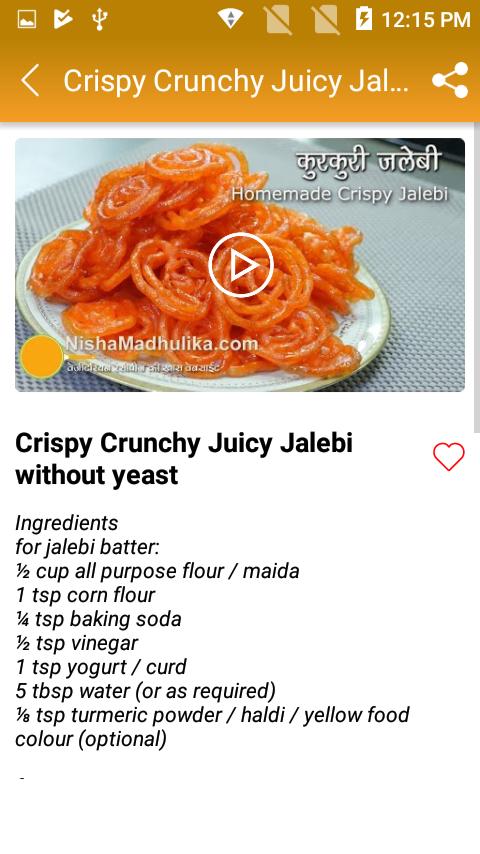 12:15 PM
Crispy Crunchy Juicy Jal...
कुरकुरी जलेबी
Homemade Crispy Jalebi
NishaMadhulika.com
वेजीटेरियन रेसीपीज की खास वेबसाईट
Crispy Crunchy Juicy Jalebi
without yeast
Ingredients
for jalebi batter:
½ cup all purpose flour / maida
1 tsp corn flour
¼ tsp baking soda
½ tsp vinegar
1 tsp yogurt / curd
5 tbsp water (or as required)
⅛ tsp turmeric powder / haldi / yellow food
colour (optional)